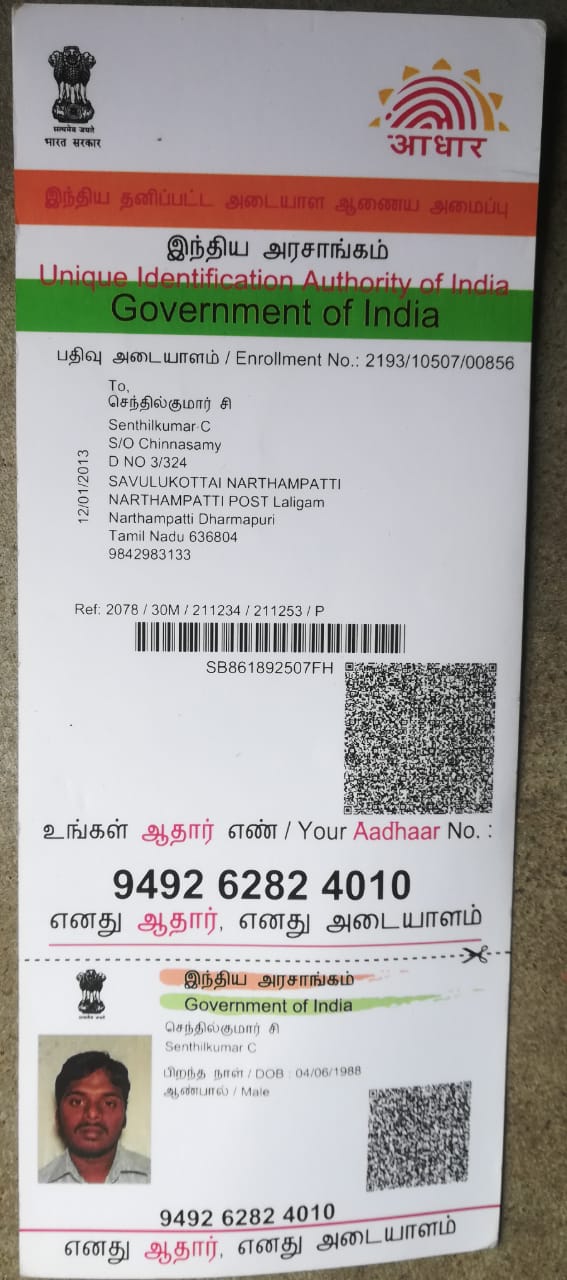 सत्यमेव जयते
भारत सरकार
आधार
இந்திய தனிப்பட்ட அடையாள ஆணைய அமைப்பு
இந்திய அரசாங்கம்
Unique Identification Authority of India
Government of India
பதிவு அடையாளம் / Enrollment No.: 2193/10507/00856
To,
செந்தில்குமார் சி
Senthilkumar C
S/O Chinnasamy
D NO 3/324
SAVULUKOTTAI NARTHAMPATTI
NARTHAMPATTI POST Laligam
Narthampatti Dharmapuri
Tamil Nadu 636804
9842983133
12/01/2013
Ref: 2078 / 30M / 211234 / 211253 / P
SB861892507FH
உங்கள் ஆதார் எண் / Your Aadhaar No. :
9492 6282 4010
எனது ஆதார், எனது அடையாளம்
இந்திய அரசாங்கம்
Government of India
செந்தில்குமார் சி
Senthilkumar C
பிறந்த நாள் / DOB : 04/06/1988
ஆண்பால் / Male
9492 6282 4010
எனது ஆதார், எனது அடையாளம்